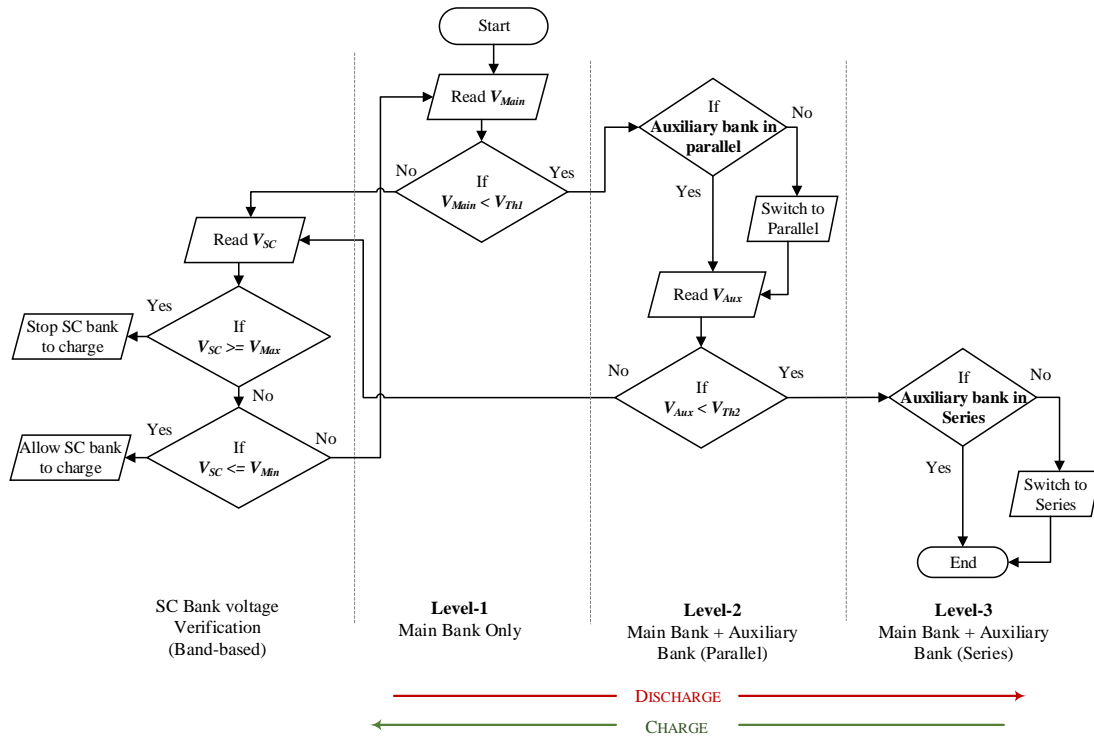 Start
Read V_Main
If
V_Main < V_Th1
No
Yes
If
Auxiliary bank in
parallel
No
Yes
Switch to
Parallel
Read V_Aux
If
V_Aux < V_Th2
No
Yes
If
Auxiliary bank in
Series
No
Yes
Switch to
Series
End
Read V_SC
If
V_SC >= V_Max
Yes
No
Stop SC bank
to charge
If
V_SC <= V_Min
Yes
No
Allow SC bank
to charge
SC Bank voltage
Verification
(Band-based)
Level-1
Main Bank Only
Level-2
Main Bank + Auxiliary
Bank (Parallel)
Level-3
Main Bank + Auxiliary
Bank (Series)
DISCHARGE
CHARGE